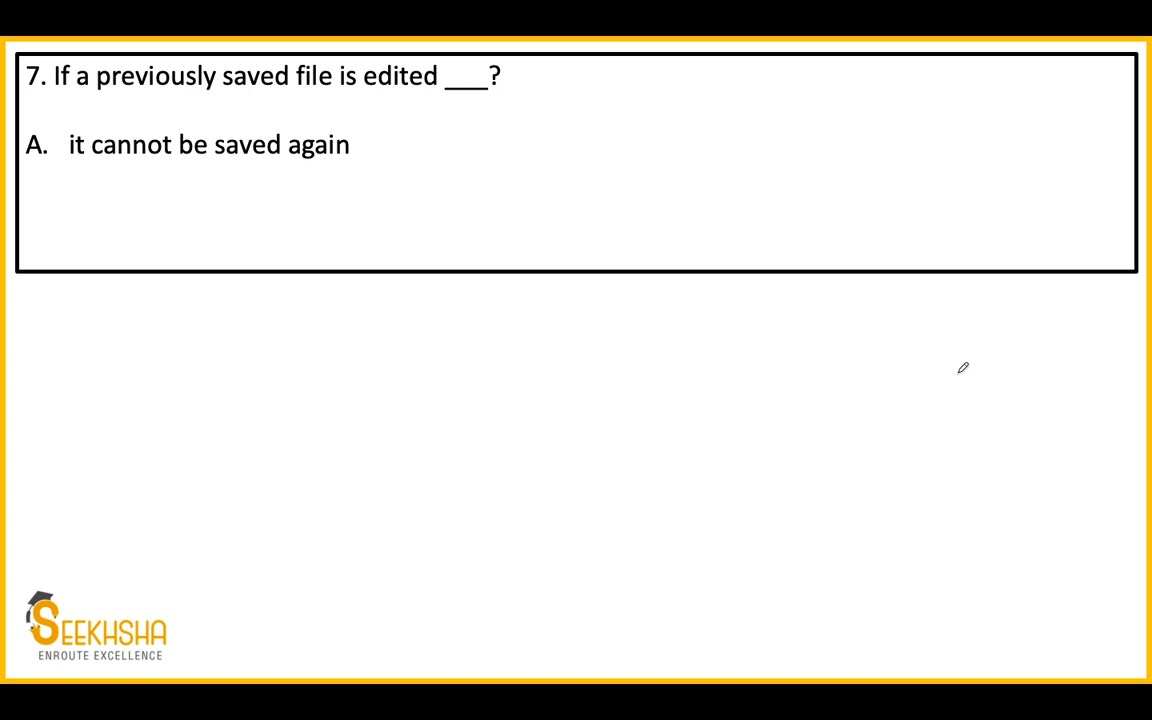 7. If a previously saved file is edited ___?
A. it cannot be saved again
SEEKHSHA
ENROUTE EXCELLENCE